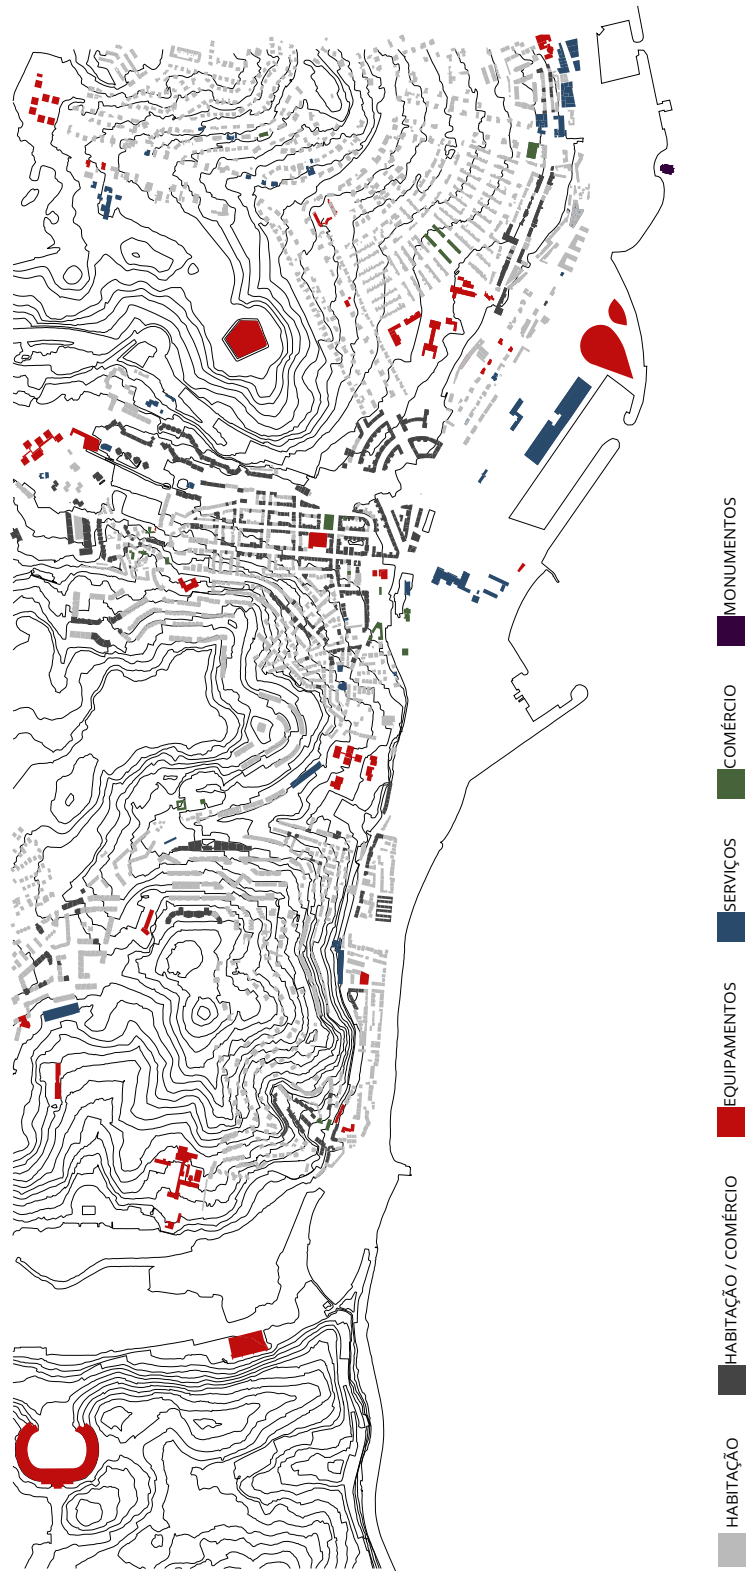 MONUMENTOS
COMÉRCIO
SERVIÇOS
EQUIPAMENTOS
HABITAÇÃO / COMÉRCIO
HABITAÇÃO